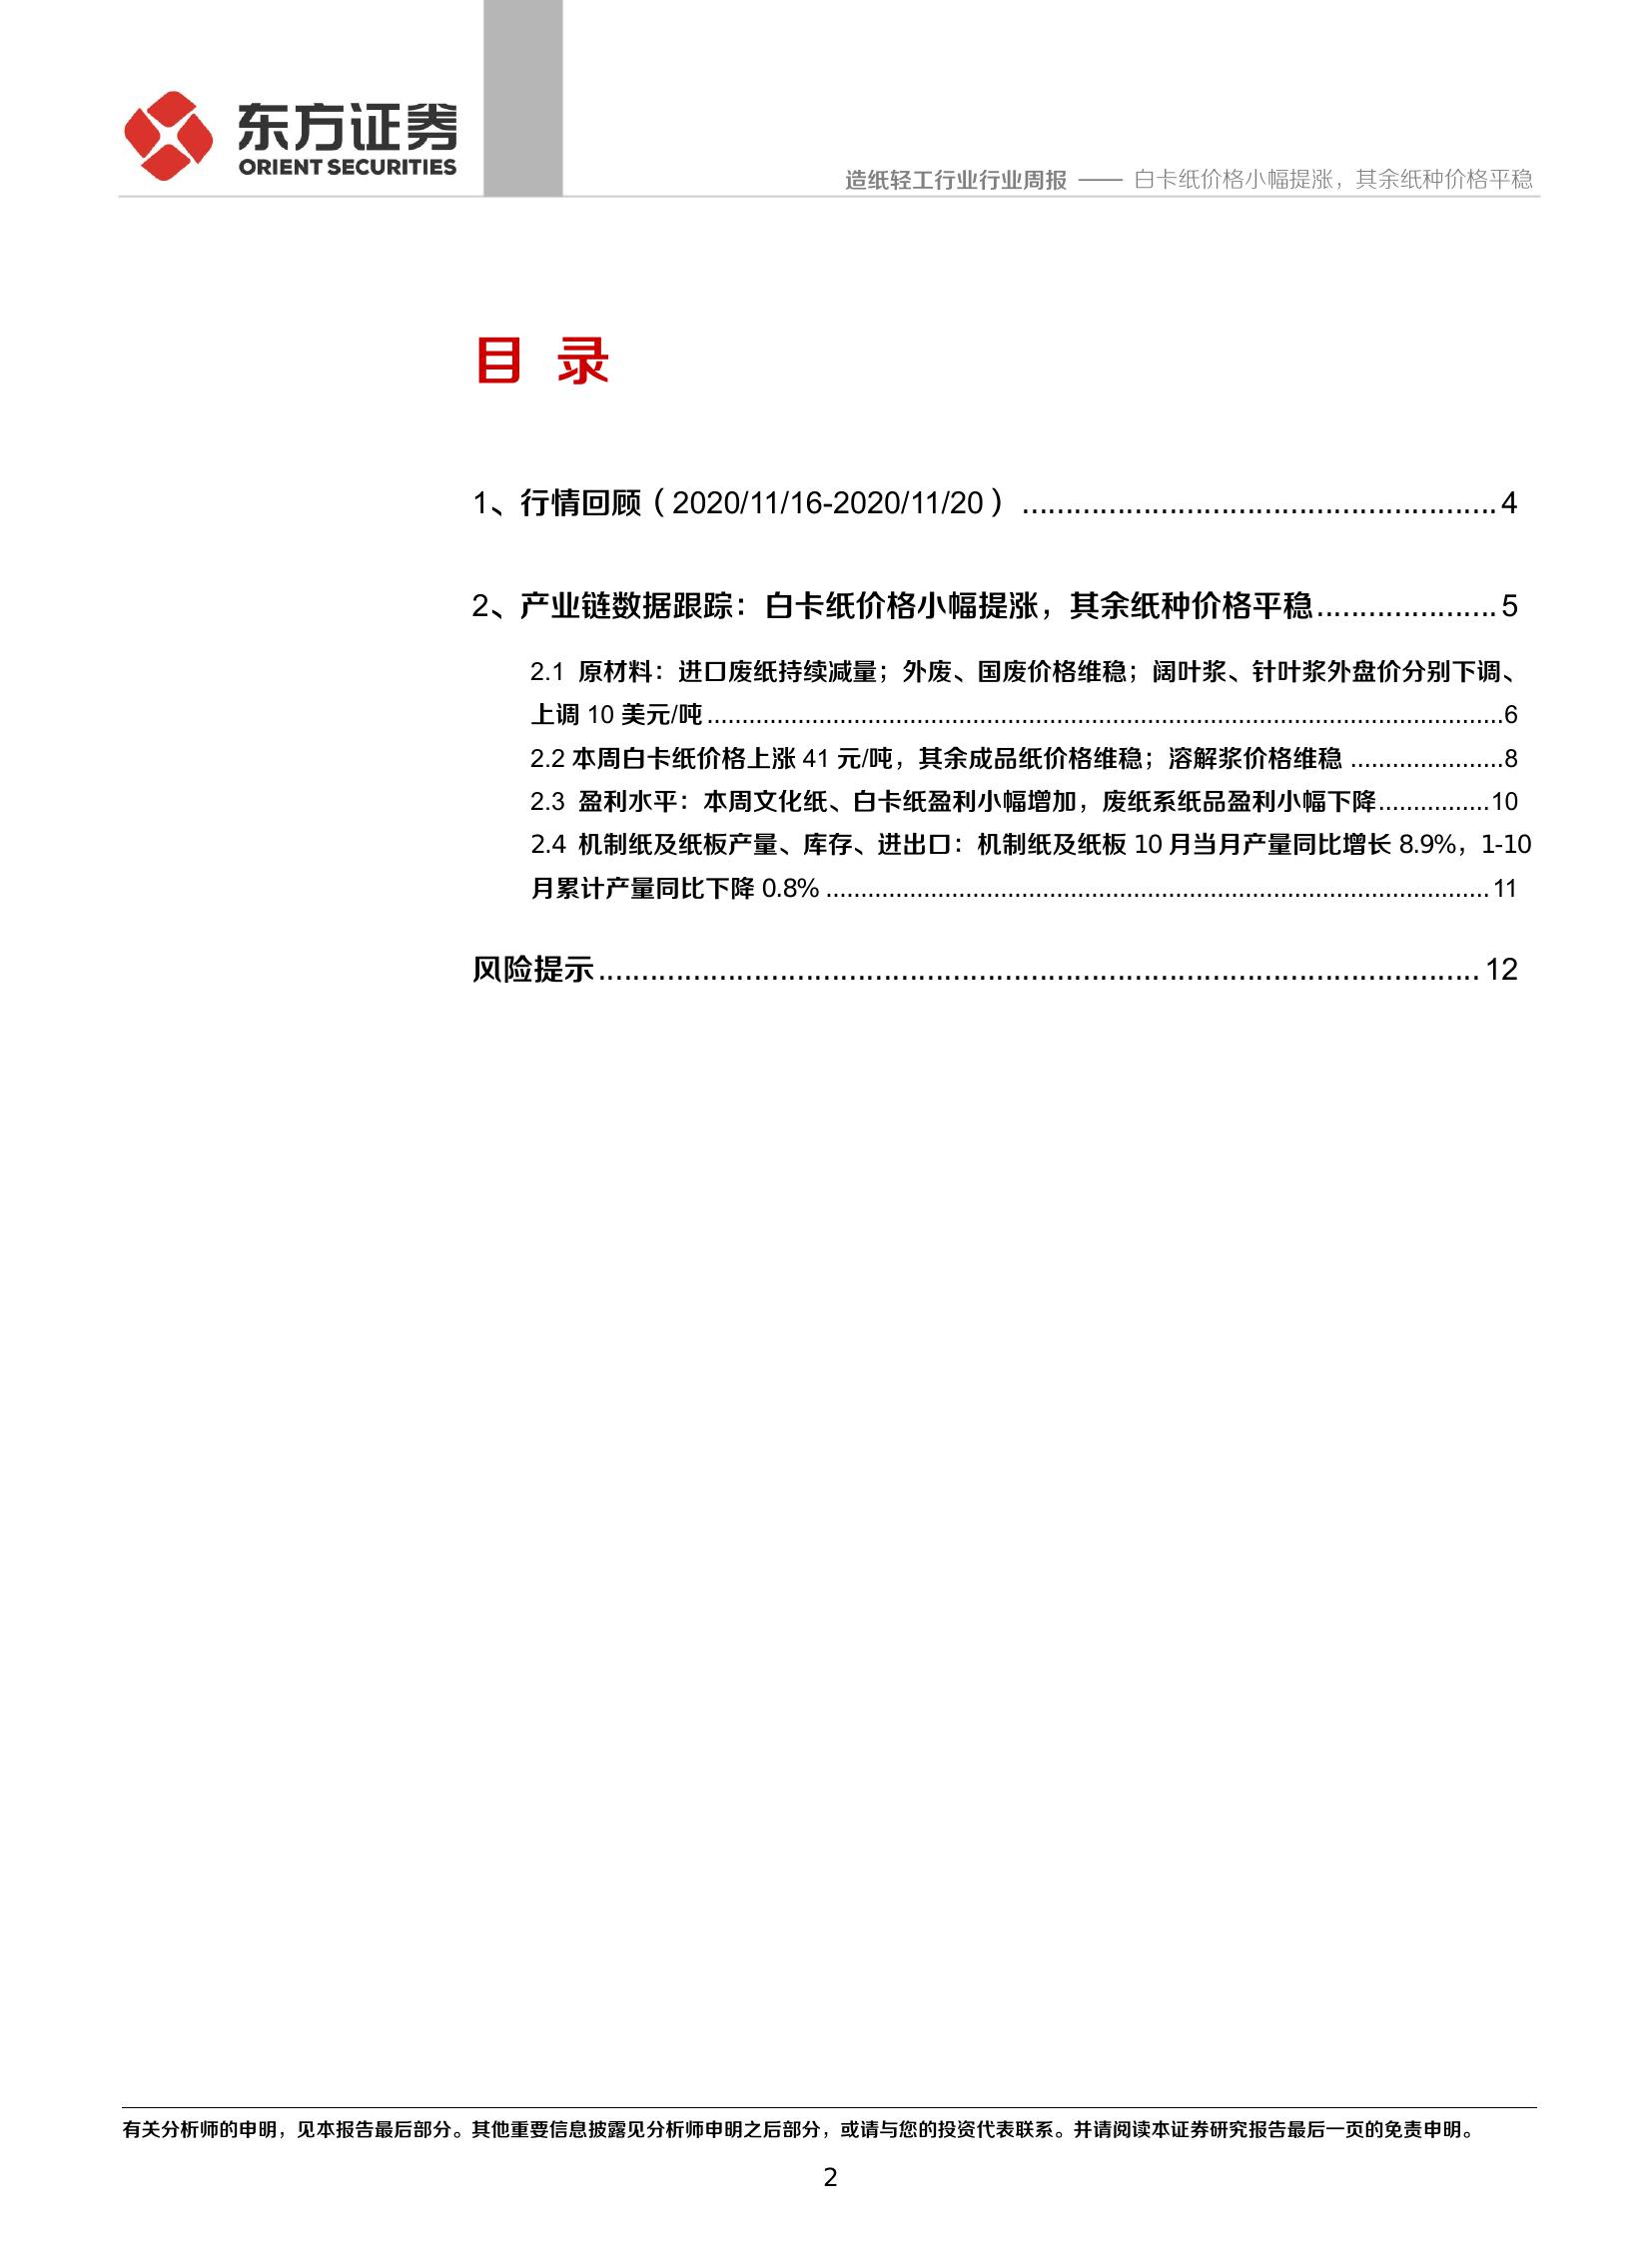 东方证券
ORIENT SECURITIES
造纸轻工行业行业周报 —— 白卡纸价格小幅提涨，其余纸种价格平稳
目 录
1、行情回顾（2020/11/16-2020/11/20）......................................................4
2、产业链数据跟踪：白卡纸价格小幅提涨，其余纸种价格平稳.....................5
2.1 原材料：进口废纸持续减量；外废、国废价格维稳；阔叶浆、针叶浆外盘价分别下调、
上调 10 美元/吨..................................................................................................................6
2.2 本周白卡纸价格上涨 41 元/吨，其余成品纸价格维稳；溶解浆价格维稳......................8
2.3 盈利水平：本周文化纸、白卡纸盈利小幅增加，废纸系纸品盈利小幅下降................10
2.4 机制纸及纸板产量、库存、进出口：机制纸及纸板 10 月当月产量同比增长 8.9%，1-10
月累计产量同比下降 0.8%...............................................................................................11
风险提示.....................................................................................................12
有关分析师的申明，见本报告最后部分。其他重要信息披露见分析师申明之后部分，或请与您的投资代表联系。并请阅读本证券研究报告最后一页的免责申明。
2